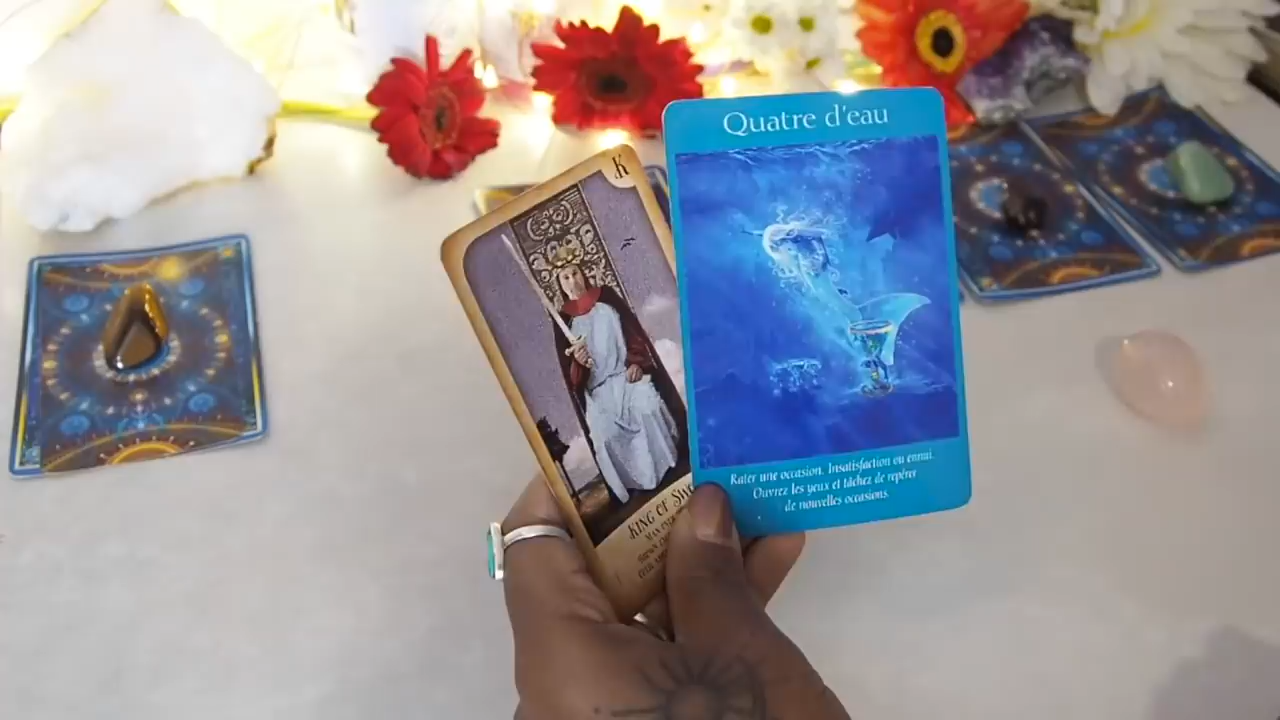 Quatre d'eau
Rater une occasion. Insatisfaction ou ennui.
Ouvrez les yeux et tâchez de repérer
de nouvelles occasions.
K
KING OF